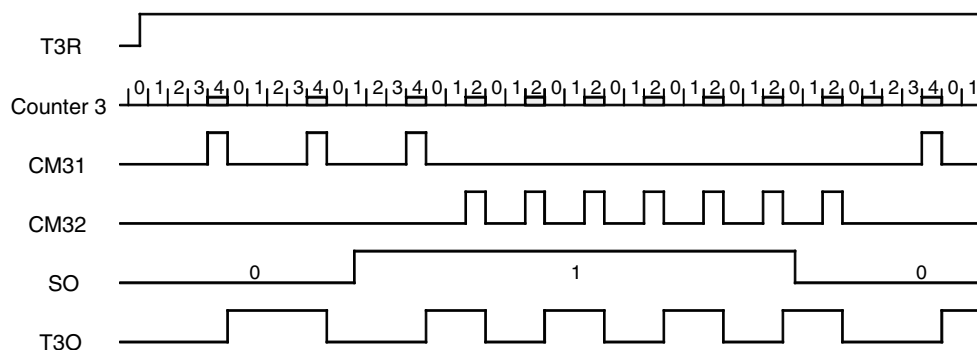 T3R
Counter 3 0 1 2 3 4 0 1 2 3 4 0 1 2 3 4 0 1 2 0 1 2 0 1 2 0 1 2 0 1 2 0 1 2 0 1 2 0 1 2 3 4 0 1
CM31
CM32
SO 0 1 0
T3O